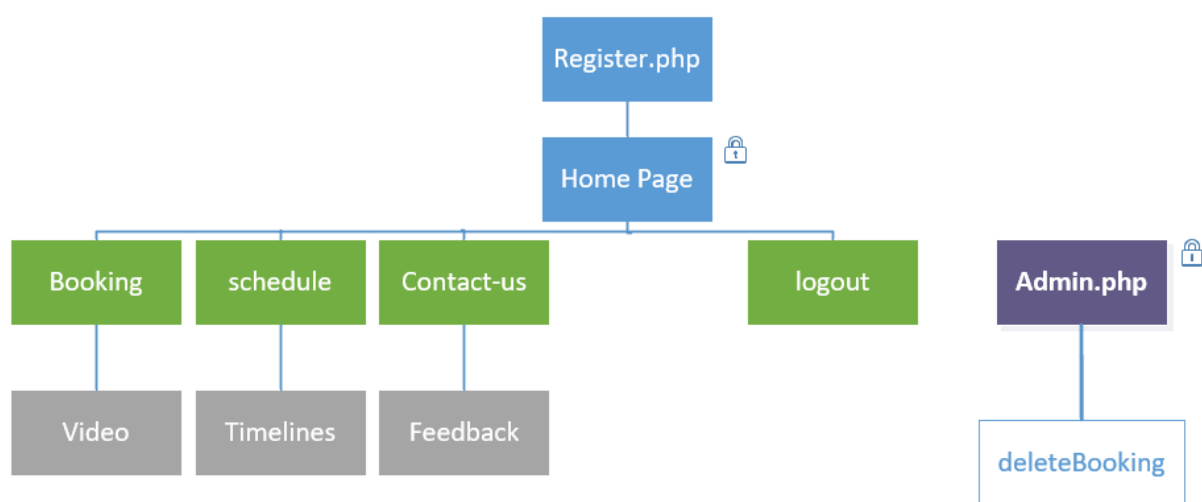 Register.php
Home Page
Booking
schedule
Contact-us
logout
Admin.php
Video
Timelines
Feedback
deleteBooking